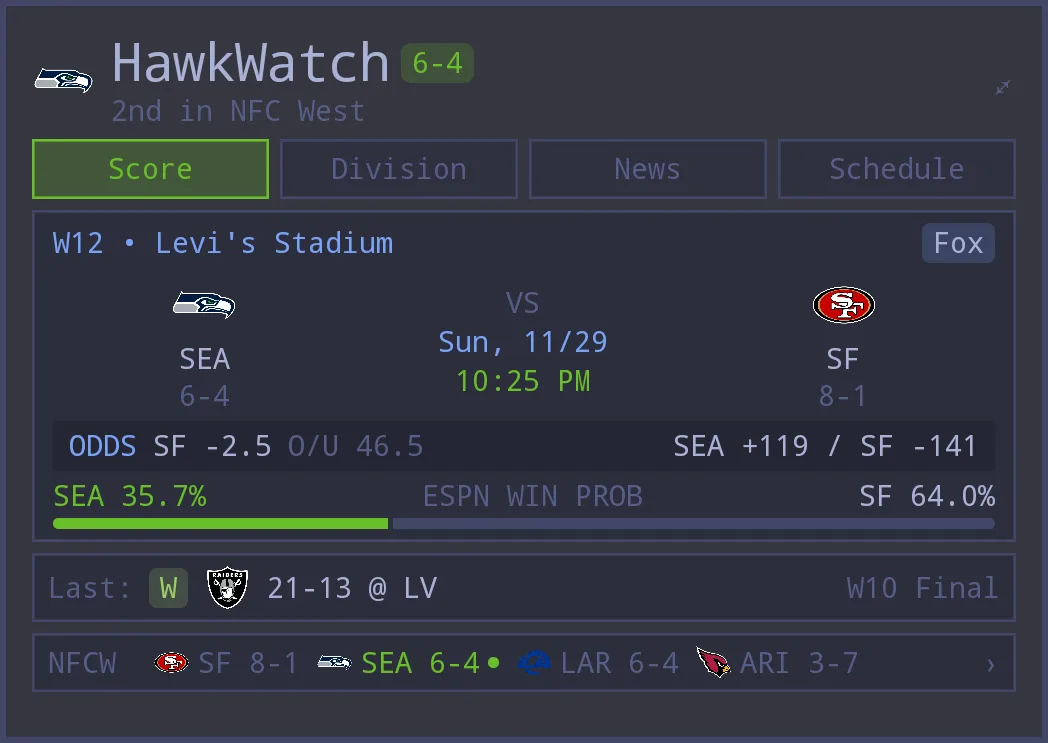 HawkWatch 6-4
2nd in NFC West
Score Division News Schedule
W12 • Levi's Stadium Fox
VS
Sun, 11/29
10:25 PM
SEA SF
6-4 8-1
ODDS SF -2.5 O/U 46.5 SEA +119 / SF -141
SEA 35.7% ESPN WIN PROB SF 64.0%
Last: W RAIDERS 21-13 @ LV W10 Final
NFCW SF 8-1 SEA 6-4 • LAR 6-4 ARI 3-7 ›